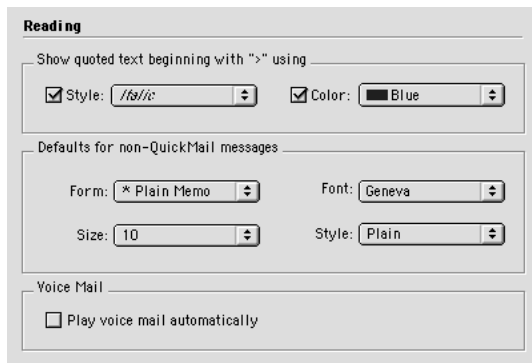 Reading
Show quoted text beginning with ">" using
Style: Italic Color: Blue
Defaults for non-QuickMail messages
Form: * Plain Memo Font: Geneva
Size: 10 Style: Plain
Voice Mail
Play voice mail automatically